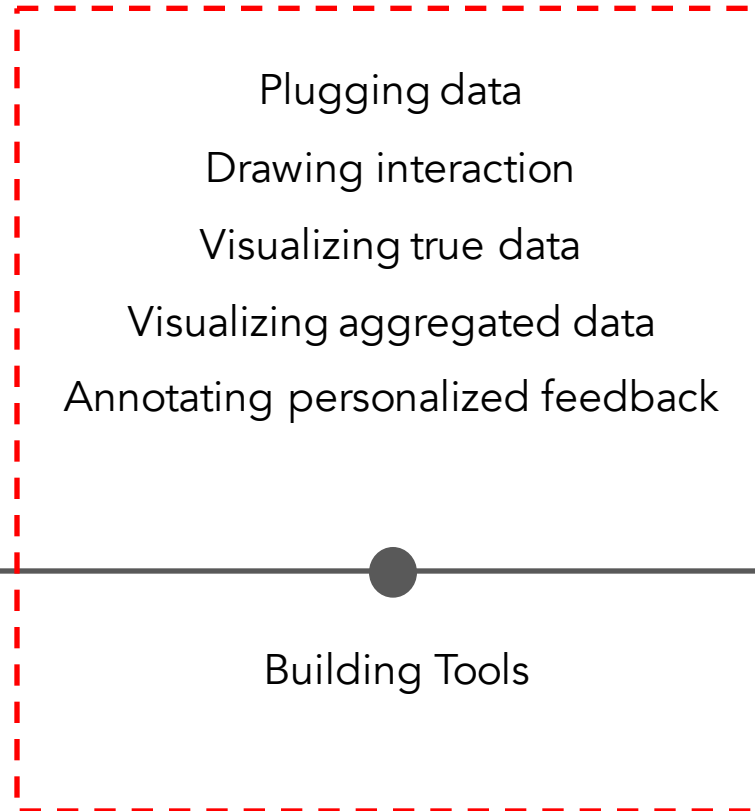 Plugging data
Drawing interaction
Visualizing true data
Visualizing aggregated data
Annotating personalized feedback
Building Tools